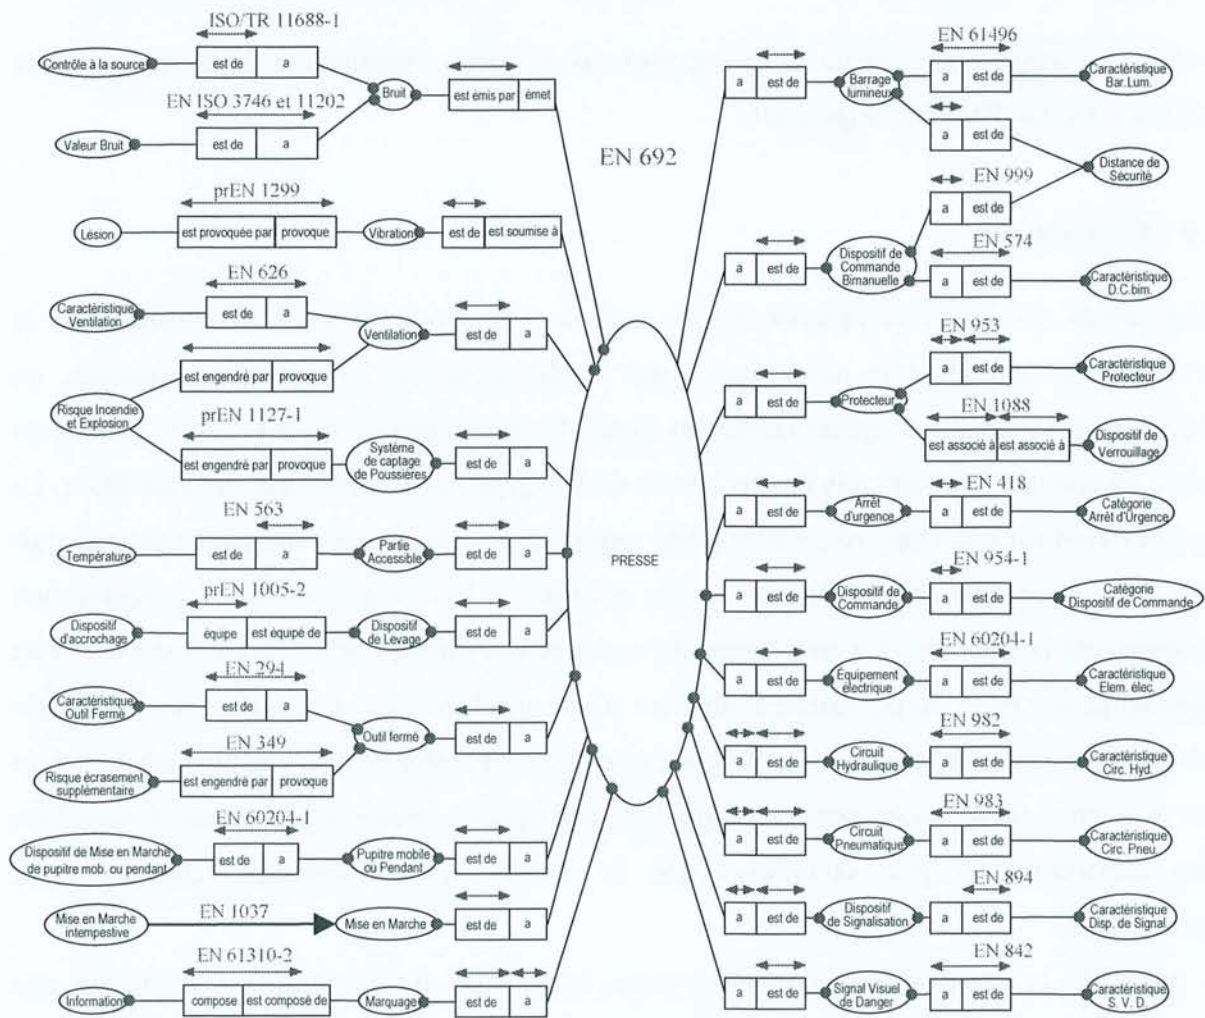 ISO/TR 11688-1
Contrôle à la source
est de
a
Bruit
est émis par
émet
EN ISO 3746 et 11202
Valeur Bruit
est de
a
prEN 1299
Lésion
est provoquée par
provoque
Vibration
est de
est soumise à
EN 626
Caractéristique
Ventilation
est de
a
Ventilation
est de
a
est engendé par
provoque
Risque Incendie
et Explosion
prEN 1127-1
est engendré par
provoque
Système
de captage
de Poussières
est de
a
EN 563
Température
est de
a
Partie
Accessible
est de
a
prEN 1005-2
Dispositif
d'accrochage
équipe
est équipé de
Dispositif
de Levage
est de
a
EN 294
Caractéristique
Outil Fermé
est de
a
Outil fermé
est de
a
EN 349
Risque écrasement
supplémentaire
est engendré par
provoque
EN 60204-1
Dispositif de Mise en Marche
de pupitre mob. ou pendant
est de
a
Pupitre mobile
ou Pendant
est de
a
EN 1037
Mise en Marche
intempestive
Mise en Marche
est de
a
EN 61310-2
Information
compose
est composé de
Marquage
est de
a
EN 692
PRESSE
EN 61496
a
est de
Barrage
lumineux
a
est de
Caractéristique
Bar.Lum.
a
est de
Distance de
Sécurité
EN 999
a
est de
a
est de
Dispositif de
Commande
Bimanuelle
EN 574
a
est de
Caractéristique
D.C.bim.
EN 953
a
est de
Protecteur
a
est de
Caractéristique
Protecteur
EN 1088
est associé à
est associé à
Dispositif de
Verrouillage
EN 418
a
est de
Arrêt
d'urgence
a
est de
Catégorie
Arrêt d'Urgence
EN 954-1
a
est de
Dispositif de
Commande
a
est de
Catégorie
Dispositif de Commande
EN 60204-1
a
est de
Équipement
électrique
a
est de
Caractéristique
Elem. élec.
EN 982
a
est de
Circuit
Hydraulique
a
est de
Caractéristique
Circ. Hyd.
EN 983
a
est de
Circuit
Pneumatique
a
est de
Caractéristique
Circ. Pneu.
EN 894
a
est de
Dispositif
de Signalisation
a
est de
Caractéristique
Disp. de Signal.
EN 842
a
est de
Signal Visuel
de Danger
a
est de
Caractéristique
S. V. D.